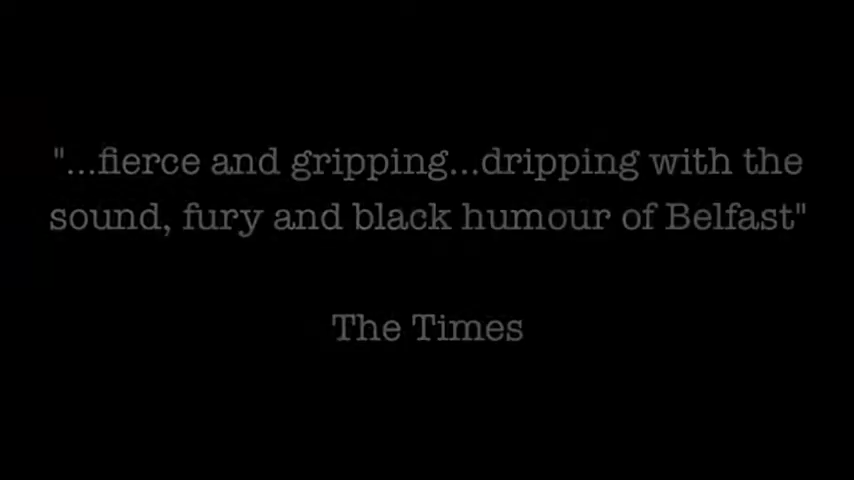 "...fierce and gripping...dripping with the
sound, fury and black humour of Belfast"
The Times